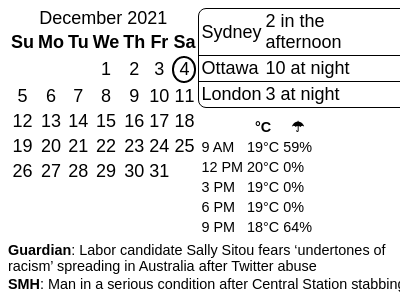 December 2021
Su Mo Tu We Th Fr Sa
1 2 3 4
5 6 7 8 9 10 11
12 13 14 15 16 17 18
19 20 21 22 23 24 25
26 27 28 29 30 31
Sydney 2 in the
afternoon
Ottawa 10 at night
London 3 at night
°C ☂
9 AM 19°C 59%
12 PM 20°C 0%
3 PM 19°C 0%
6 PM 19°C 0%
9 PM 18°C 64%
Guardian: Labor candidate Sally Sitou fears ‘undertones of
racism’ spreading in Australia after Twitter abuse
SMH: Man in a serious condition after Central Station stabbing